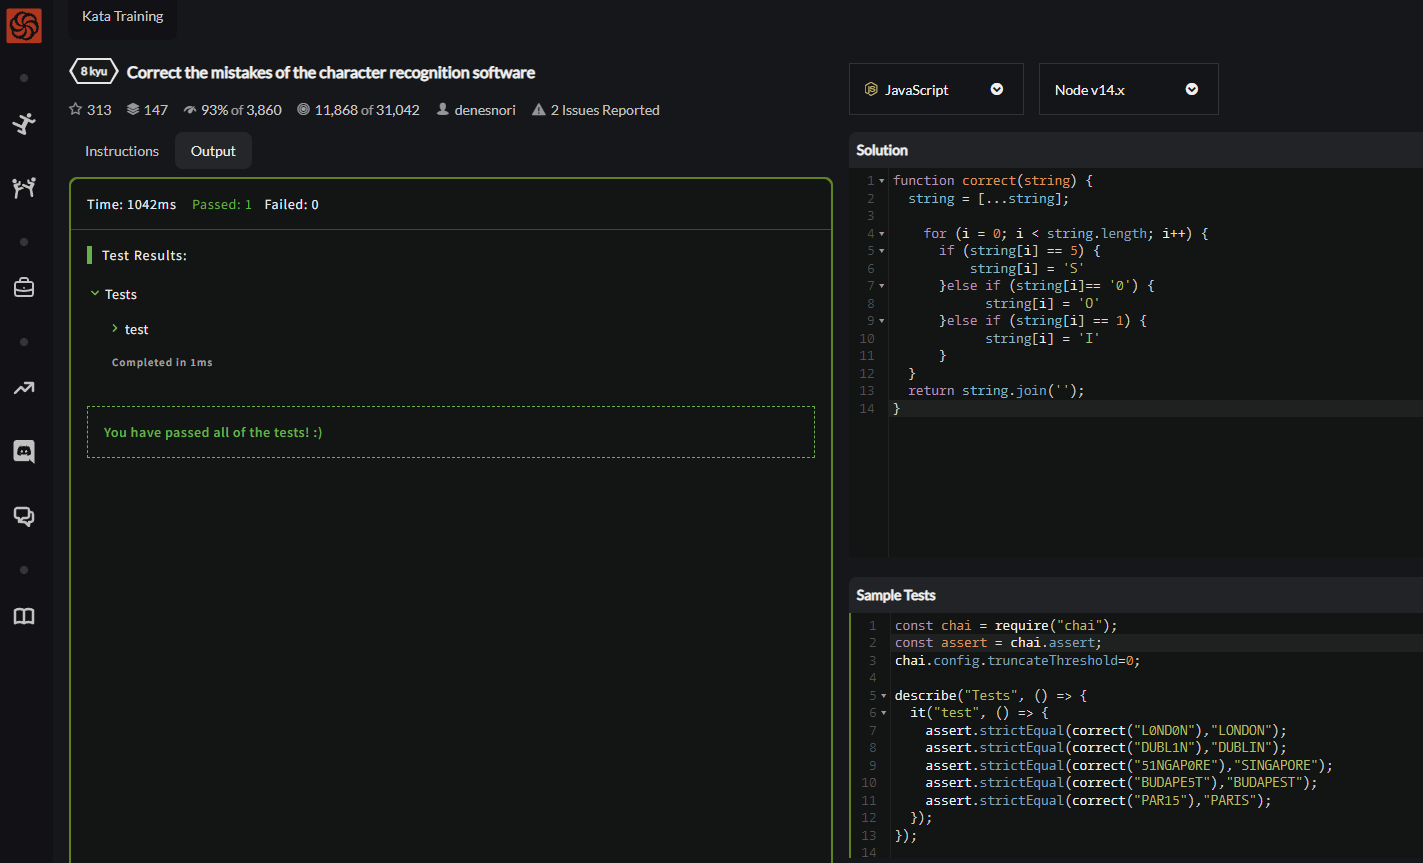 Kata Training
8 kyu Correct the mistakes of the character recognition software
313 147 93% of 3,860 11,868 of 31,042 denesnori 2 Issues Reported
Instructions Output
Time: 1042ms Passed: 1 Failed: 0
Test Results:
Tests
test
Completed in 1ms
You have passed all of the tests! :)
JS JavaScript Node v14.x
Solution
1 function correct(string) {
2 string = [...string];
3
4 for (i = 0; i < string.length; i++) {
5 if (string[i] == 5) {
6 string[i] = 'S'
7 }else if (string[i]== '0') {
8 string[i] = 'O'
9 }else if (string[i] == 1) {
10 string[i] = 'I'
11 }
12 }
13 return string.join('');
14 }
Sample Tests
1 const chai = require("chai");
2 const assert = chai.assert;
3 chai.config.truncateThreshold=0;
4
5 describe("Tests", () => {
6 it("test", () => {
7 assert.strictEqual(correct("L0ND0N"),"LONDON");
8 assert.strictEqual(correct("DUBL1N"),"DUBLIN");
9 assert.strictEqual(correct("51NGAP0RE"),"SINGAPORE");
10 assert.strictEqual(correct("BUDAPE5T"),"BUDAPEST");
11 assert.strictEqual(correct("PAR15"),"PARIS");
12 });
13 });
14